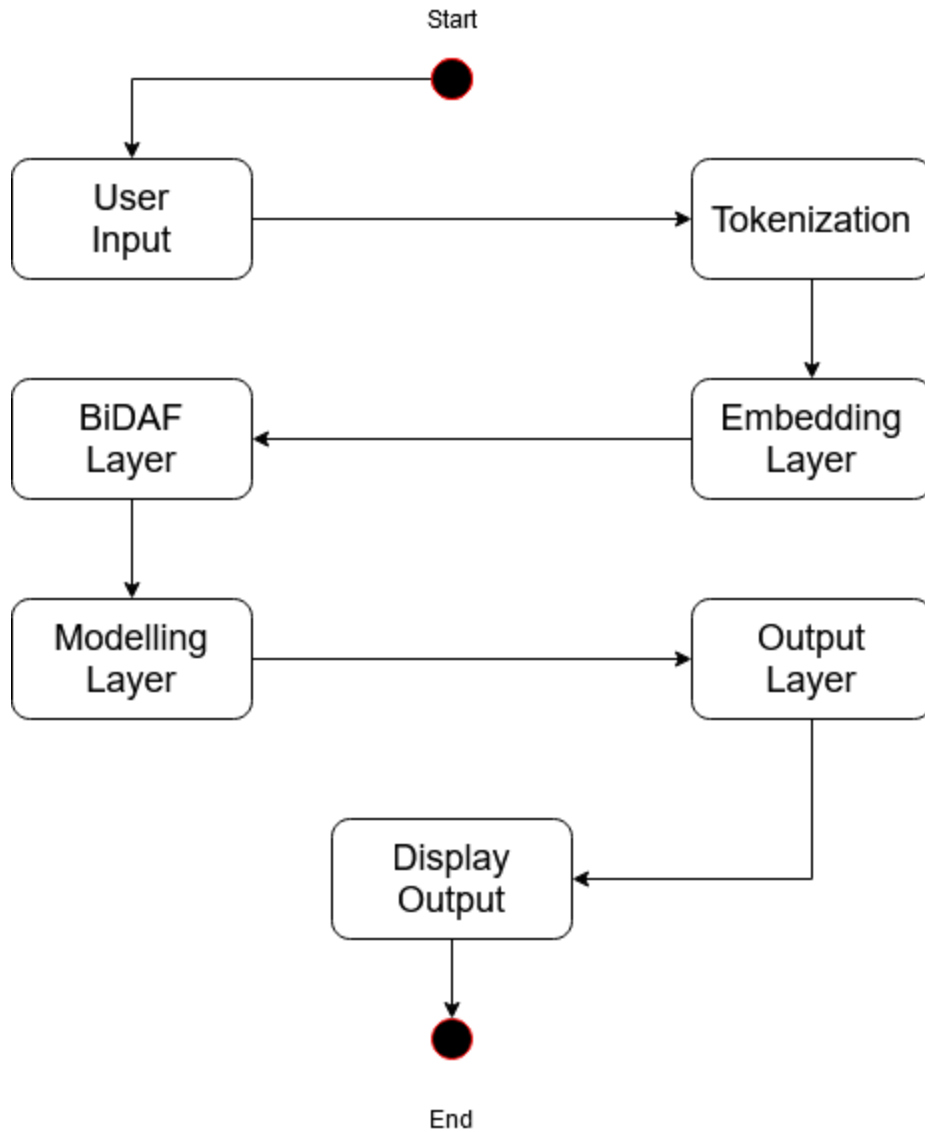 Start
User
Input
Tokenization
BiDAF
Layer
Embedding
Layer
Modelling
Layer
Output
Layer
Display
Output
End